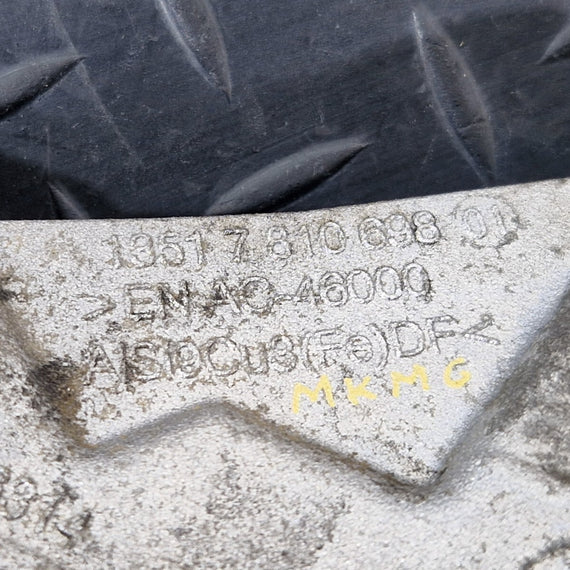 1351 7 810 698 01
>EN AC-46000
AlSi9Cu3(Fe)DF<
MKMG